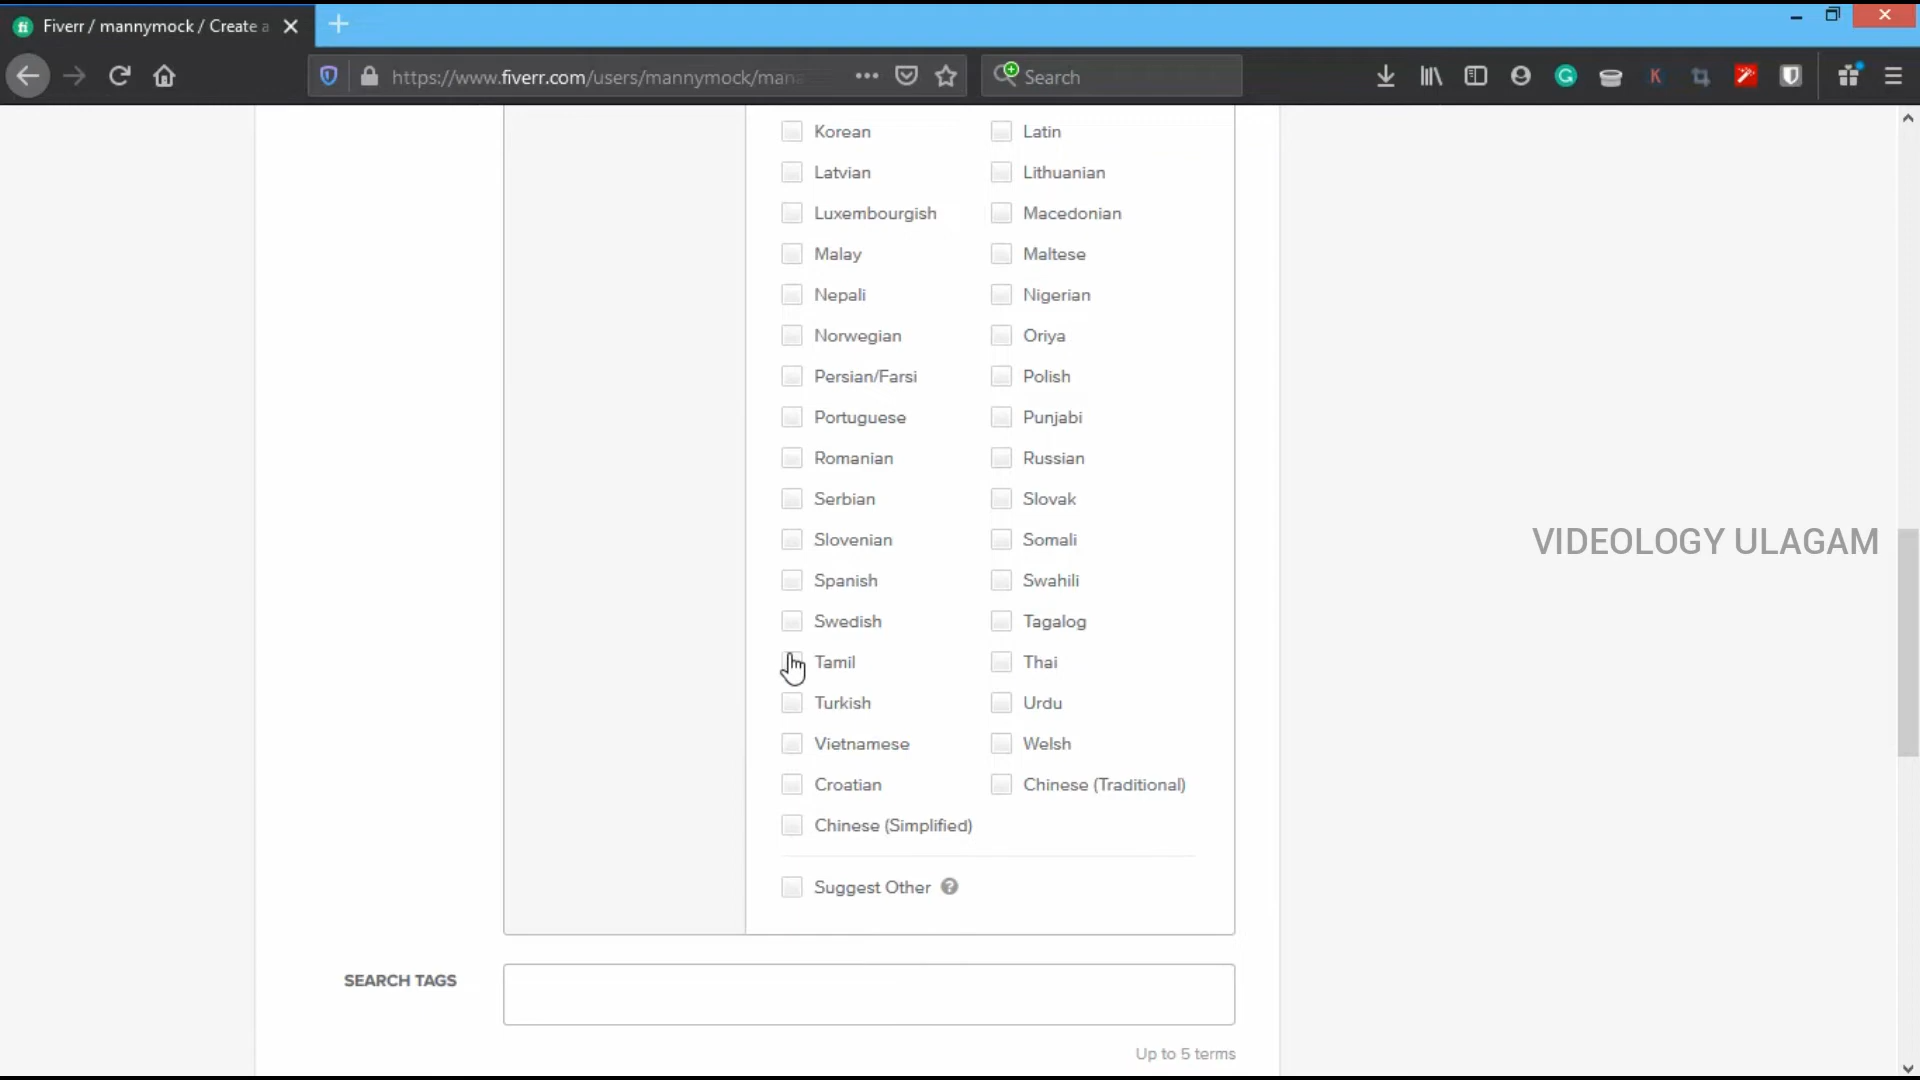 Fiverr / mannymock / Create a
https://www.fiverr.com/users/mannymock/mana
Search
Korean
Latin
Latvian
Lithuanian
Luxembourgish
Macedonian
Malay
Maltese
Nepali
Nigerian
Norwegian
Oriya
Persian/Farsi
Polish
Portuguese
Punjabi
Romanian
Russian
Serbian
Slovak
Slovenian
Somali
Spanish
Swahili
Swedish
Tagalog
Tamil
Thai
Turkish
Urdu
Vietnamese
Welsh
Croatian
Chinese (Traditional)
Chinese (Simplified)
Suggest Other ?
VIDEOLOGY ULAGAM
SEARCH TAGS
Up to 5 terms